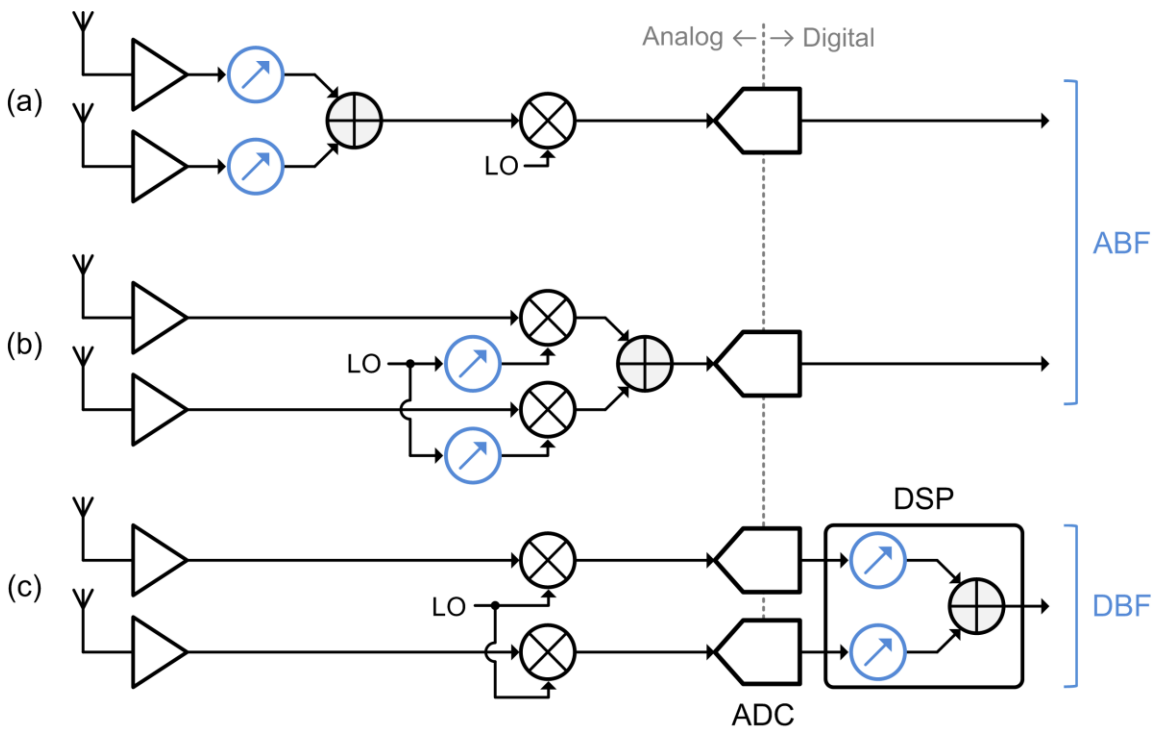 Analog ← → Digital
(a)
LO
ABF
(b)
LO
DSP
(c)
LO
DBF
ADC